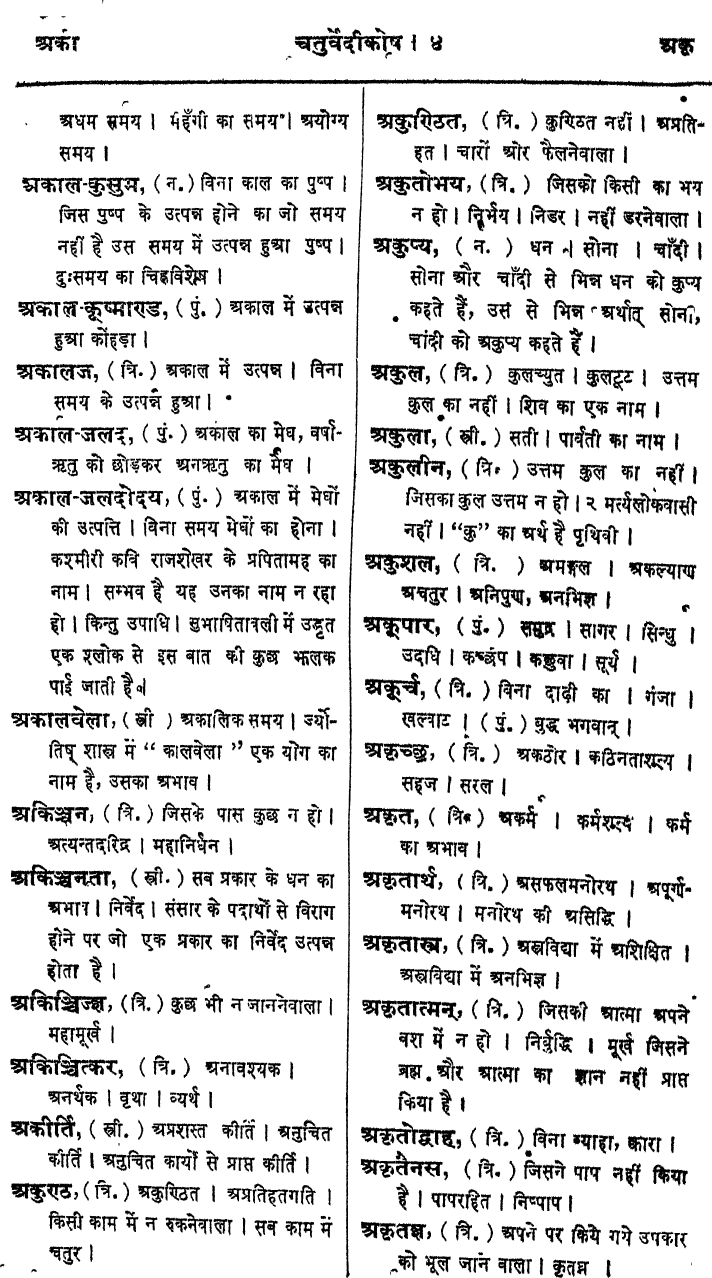 अका
चतुर्वेदीकोष । ४
अकृ
अधम समय । मँहँगी का समय । अयोग्य
समय ।
अकाल-कुसुम, (न.) विना काल का पुष्प ।
जिस पुष्प के उत्पन्न होने का जो समय
नहीं है उस समय में उत्पन्न हुआ पुष्प ।
दुःसमय का चिह्नविशेष ।
अकाल-कूष्माण्ड, (पुं.) अकाल में उत्पन्न
हुआ कोंहड़ा ।
अकालज, (त्रि.) अकाल में उत्पन्न । विना
समय के उत्पन्न हुआ ।
अकाल-जलद, (पुं.) अकाल का मेघ, वर्षा-
ऋतु को छोड़कर अनऋतु का मेघ ।
अकाल-जलदोदय, (पुं.) अकाल में मेघों
की उत्पत्ति । विना समय मेघों का होना ।
कश्मीरी कवि राजशेखर के प्रपितामह का
नाम । सम्भव है यह उनका नाम न रहा
हो । किन्तु उपाधि । सुभाषितावली में उद्धृत
एक श्लोक से इस बात की कुछ झलक
पाई जाती है ।
अकालवेला, (स्त्री ) अकालिक समय । ज्यो-
तिष् शास्त्र में “ कालवेला ” एक योग का
नाम है, उसका अभाव ।
अकिञ्चन, (त्रि.) जिसके पास कुछ न हो ।
अत्यन्तदरिद्र । महानिर्धन ।
अकिञ्चनता, (स्त्री.) सब प्रकार के धन का
अभाव । निर्वेद । संसार के पदार्थों से विराग
होने पर जो एक प्रकार का निर्वेद उत्पन्न
होता है ।
अकिञ्चिज्ज्ञ, (त्रि.) कुछ भी न जाननेवाला ।
महामूर्ख ।
अकिञ्चित्कर, (त्रि.) अनावश्यक ।
अनर्थक । वृथा । व्यर्थ ।
अकीर्ति, (स्त्री.) अप्रशस्त कीर्ति । अनुचित
कीर्ति । अनुचित कार्यों से प्राप्त कीर्ति ।
अकुण्ठ, (त्रि.) अकुण्ठित । अप्रतिहतगति ।
किसी काम में न रुकनेवाला । सब काम में
चतुर ।
अकुण्ठित, (त्रि.) कुण्ठित नहीं । अप्रति-
हत । चारों ओर फैलनेवाला ।
अकुतोभय, (त्रि.) जिसको किसी का भय
न हो । निर्भय । निडर । नहीं डरनेवाला ।
अकुप्य, ( न. ) धन । सोना । चाँदी ।
सोना और चाँदी से भिन्न धन को कुप्य
कहते हैं, उस से भिन्न अर्थात् सोना,
चांदी को अकुप्य कहते हैं ।
अकुल, (त्रि.) कुलच्युत । कुलटूट । उत्तम
कुल का नहीं । शिव का एक नाम ।
अकुला, (स्त्री.) सती । पार्वती का नाम ।
अकुलीन, (त्रि.) उत्तम कुल का नहीं ।
जिसका कुल उत्तम न हो । २ मर्त्यलोकवासी
नहीं । “कु” का अर्थ है पृथिवी ।
अकुशल, (त्रि. ) अमङ्गल । अकल्याण
अचतुर । अनिपुण, अनभिज्ञ ।
अकूपार, (पुं.) समुद्र । सागर । सिन्धु ।
उदधि । कच्छप । कछुवा । सूर्य ।
अकूर्च, (त्रि.) विना दाढ़ी का । गंजा ।
खल्वाट । (पुं.) बुद्ध भगवान् ।
अकृच्छ्र, (त्रि.) अकठोर । कठिनताशून्य ।
सहज । सरल ।
अकृत, (त्रि.) अकर्म । कर्मशून्य । कर्म
का अभाव ।
अकृतार्थ, (त्रि.) असफलमनोरथ । अपूर्ण-
मनोरथ । मनोरथ की असिद्धि ।
अकृतास्त्र, (त्रि.) अस्त्रविद्या में अशिक्षित ।
अस्त्रविद्या में अनभिज्ञ ।
अकृतात्मन्, (त्रि.) जिसकी आत्मा अपने
वश में न हो । निर्बुद्धि । मूर्ख जिसने
ब्रह्म और आत्मा का ज्ञान नहीं प्राप्त
किया है ।
अकृतोद्वाह, (त्रि.) विना ब्याहा, क्वारा ।
अकृतैनस, (त्रि.) जिसने पाप नहीं किया
है । पापरहित । निष्पाप ।
अकृतज्ञ, (त्रि.) अपने पर किये गये उपकार
को भूल जाने वाला । कृतघ्न ।